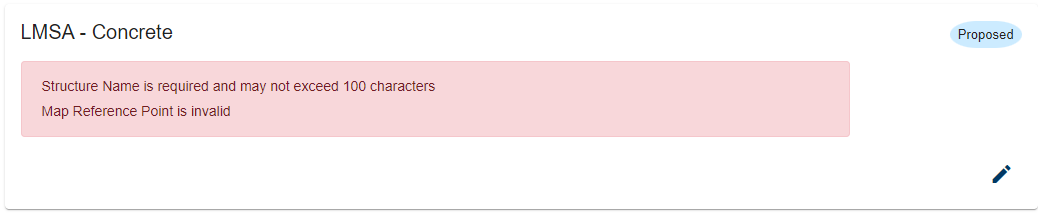 LMSA - Concrete
Proposed
Structure Name is required and may not exceed 100 characters
Map Reference Point is invalid